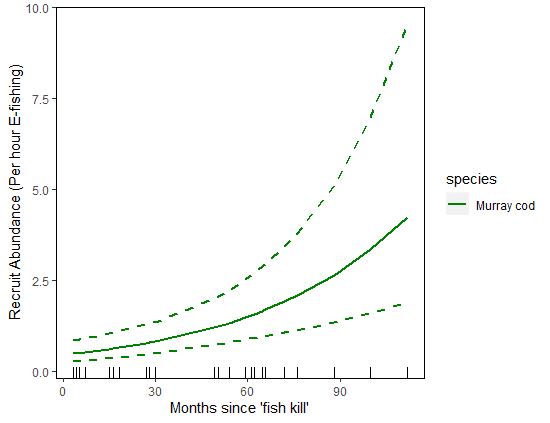 Recruit Abundance (Per hour E-fishing)
10.0
7.5
5.0
2.5
0.0
0
30
60
90
Months since 'fish kill'
species
Murray cod